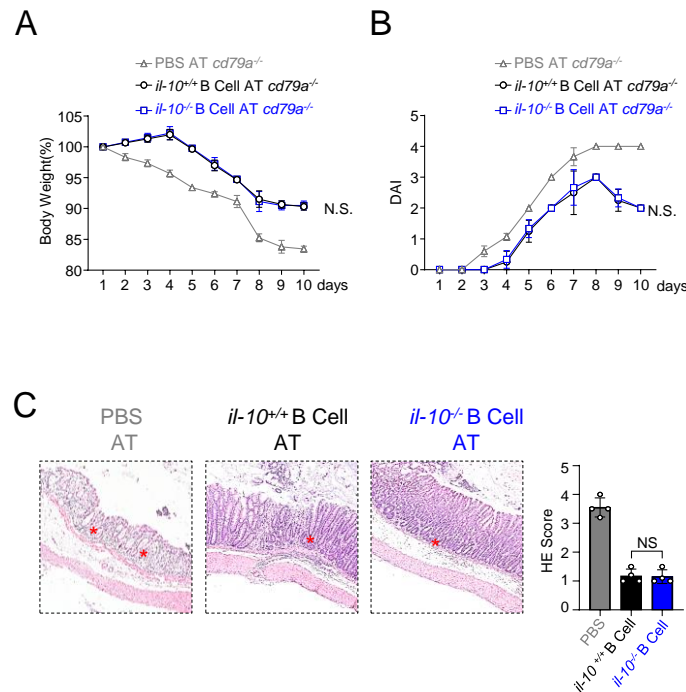 A
PBS AT cd79a-/-
il-10+/+ B Cell AT cd79a-/-
il-10-/- B Cell AT cd79a-/-
105
100
95
90
85
80
Body Weight(%)
N.S.
1 2 3 4 5 6 7 8 9 10 days
B
PBS AT cd79a-/-
il-10+/+ B Cell AT cd79a-/-
il-10-/- B Cell AT cd79a-/-
5
4
3
2
1
0
DAI
N.S.
1 2 3 4 5 6 7 8 9 10 days
C
PBS
AT
il-10+/+ B Cell
AT
il-10-/- B Cell
AT
*
*
*
*
5
4
3
2
1
0
HE Score
NS
PBS
il-10 +/+ B Cell
il-10-/- B Cell